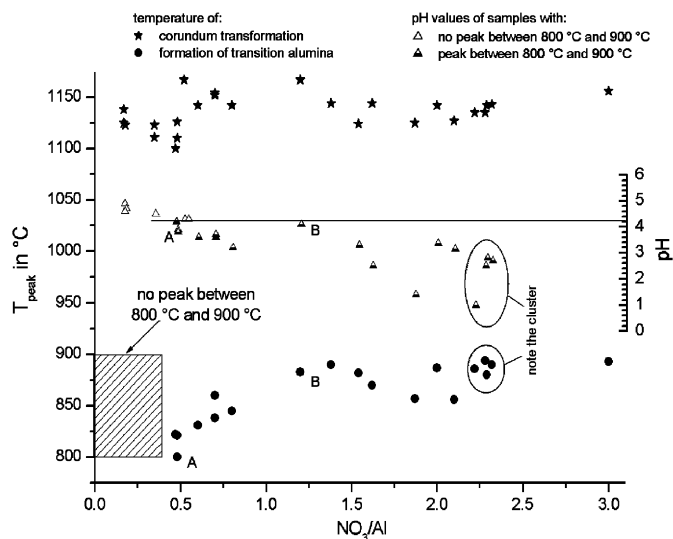 temperature of:
corundum transformation
formation of transition alumina
pH values of samples with:
no peak between 800 °C and 900 °C
peak between 800 °C and 900 °C
1150
1100
1050
1000
950
900
850
800
T_peak in °C
6
5
4
3
2
1
0
pH
A
B
no peak between
800 °C and 900 °C
note the cluster
B
A
0.0 0.5 1.0 1.5 2.0 2.5 3.0
NO₃/Al